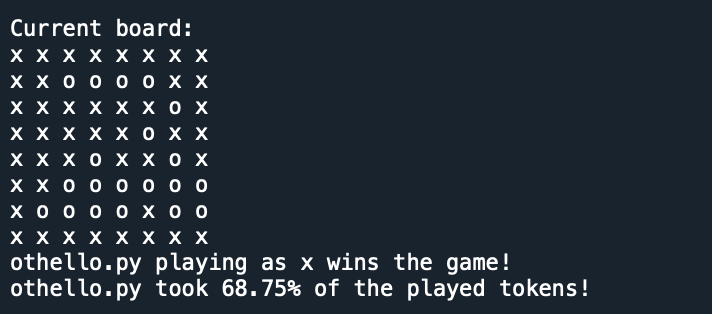 Current board:
x x x x x x x x
x x o o o o x x
x x x x x x o x
x x x x x o x x
x x x o x x o x
x x o o o o o o
x o o o o x o o
x x x x x x x x
othello.py playing as x wins the game!
othello.py took 68.75% of the played tokens!